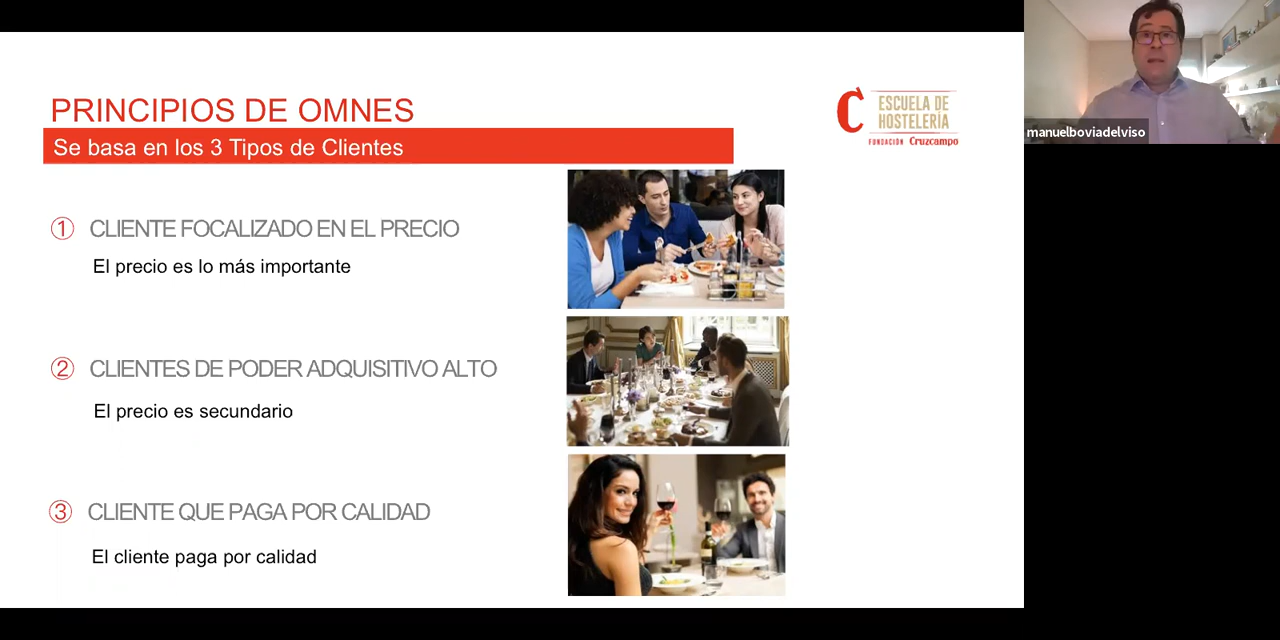 PRINCIPIOS DE OMNES
Se basa en los 3 Tipos de Clientes
C ESCUELA DE
HOSTELERÍA
FUNDACIÓN Cruzcampo
1 CLIENTE FOCALIZADO EN EL PRECIO
El precio es lo más importante
2 CLIENTES DE PODER ADQUISITIVO ALTO
El precio es secundario
3 CLIENTE QUE PAGA POR CALIDAD
El cliente paga por calidad
manuelboviadelviso